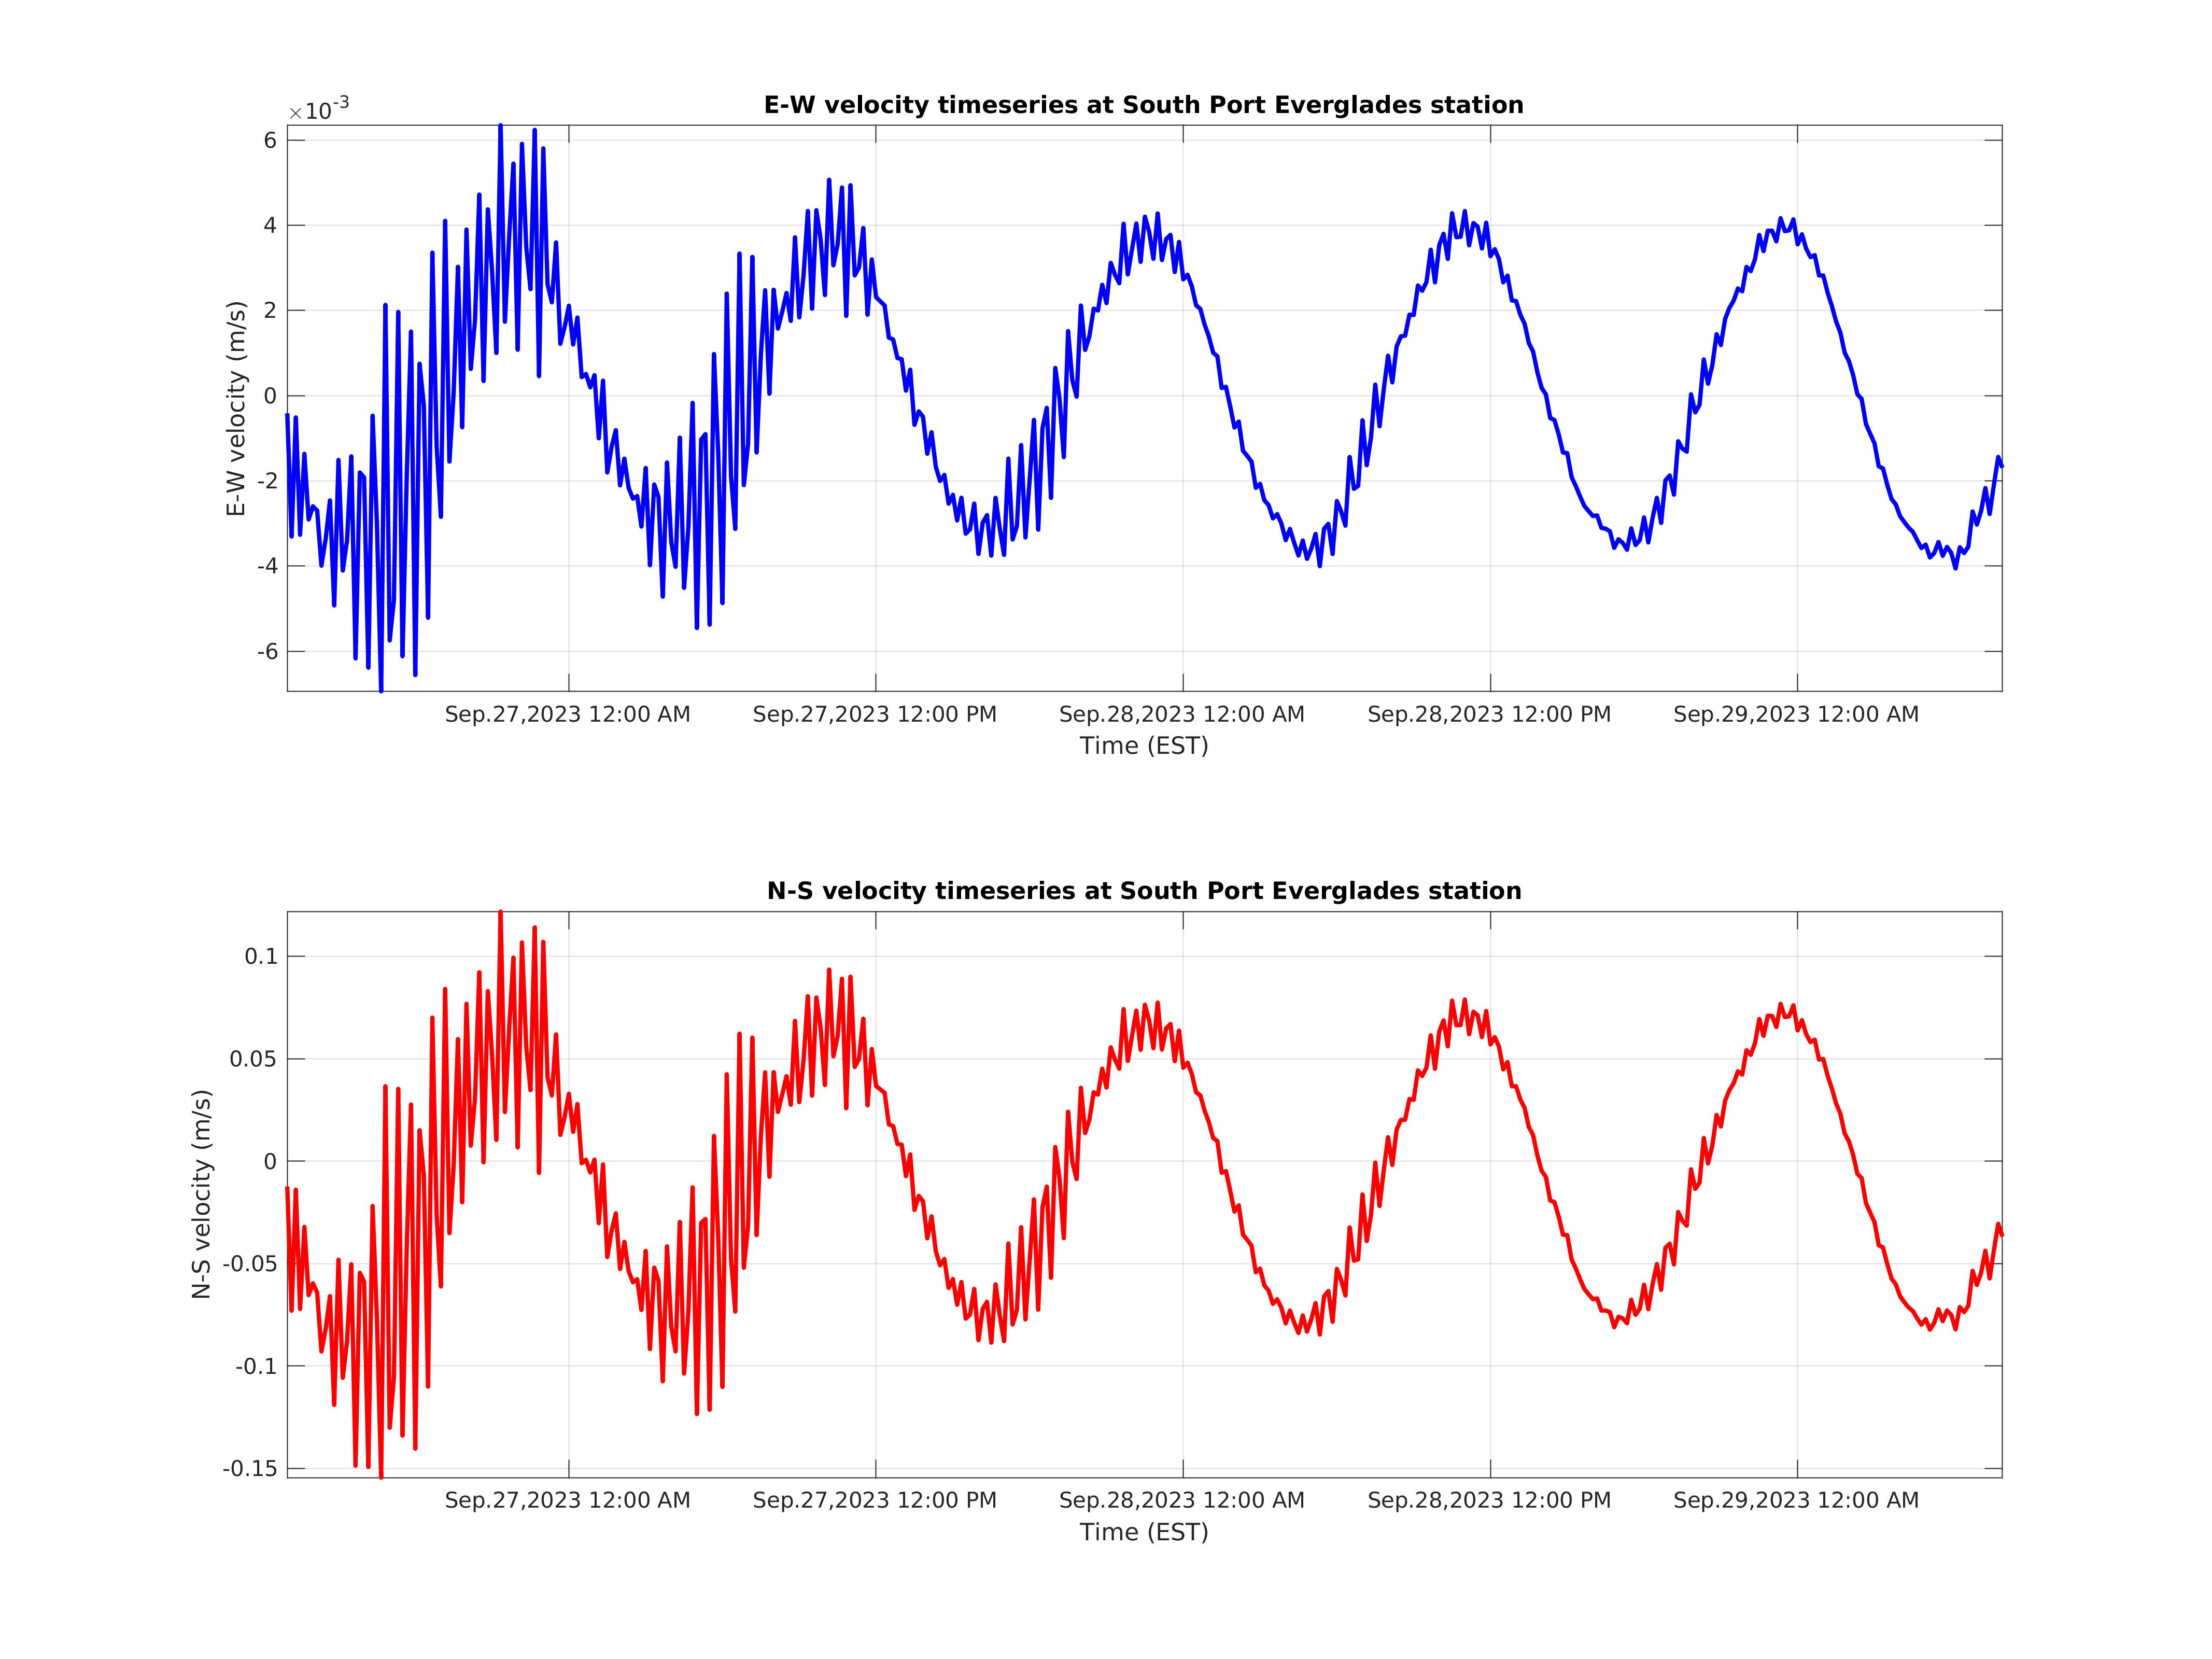 ×10-3
E-W velocity timeseries at South Port Everglades station
6
4
2
0
-2
-4
-6
E-W velocity (m/s)
Sep.27,2023 12:00 AM
Sep.27,2023 12:00 PM
Sep.28,2023 12:00 AM
Sep.28,2023 12:00 PM
Sep.29,2023 12:00 AM
Time (EST)
N-S velocity timeseries at South Port Everglades station
0.1
0.05
0
-0.05
-0.1
-0.15
N-S velocity (m/s)
Sep.27,2023 12:00 AM
Sep.27,2023 12:00 PM
Sep.28,2023 12:00 AM
Sep.28,2023 12:00 PM
Sep.29,2023 12:00 AM
Time (EST)